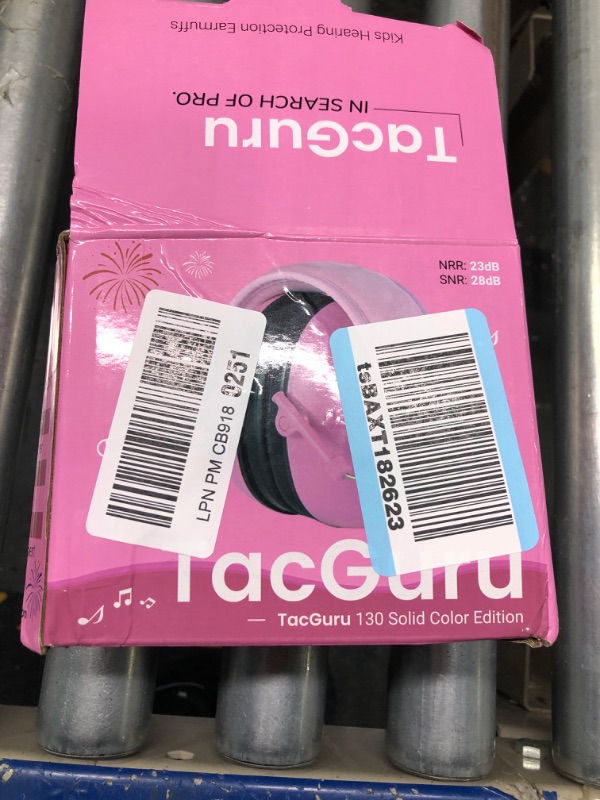 Kids Hearing Protection Earmuffs
IN SEARCH OF PRO.
TacGuru
NRR: 23dB
SNR: 28dB
LPN PM CB918 0251
tsBAXT182623
TacGuru
— TacGuru 130 Solid Color Edition